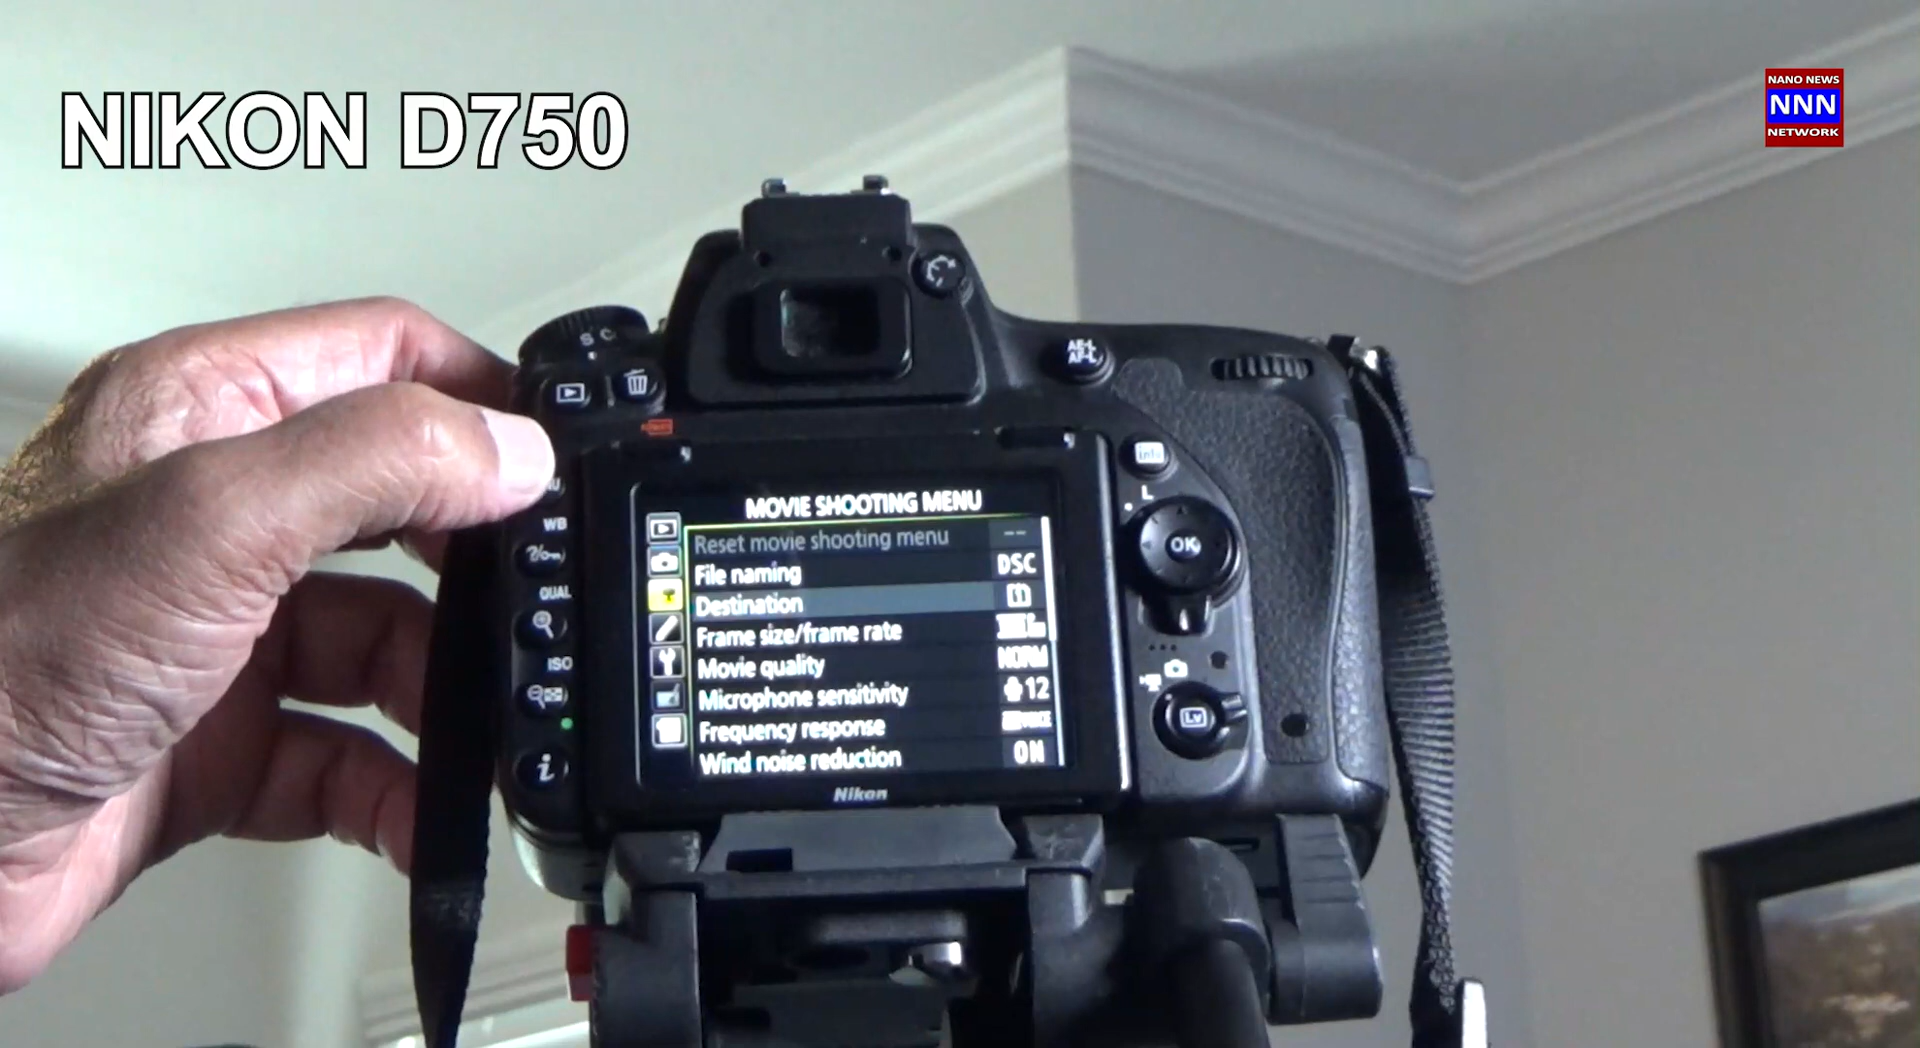 NIKON D750
NANO NEWS
NNN
NETWORK
S
AE-L
AF-L
info
L
WB
QUAL
ISO
i
OK
Lv
MOVIE SHOOTING MENU
Reset movie shooting menu --
File naming DSC
Destination
Frame size/frame rate
Movie quality NORM
Microphone sensitivity 12
Frequency response
Wind noise reduction ON
Nikon